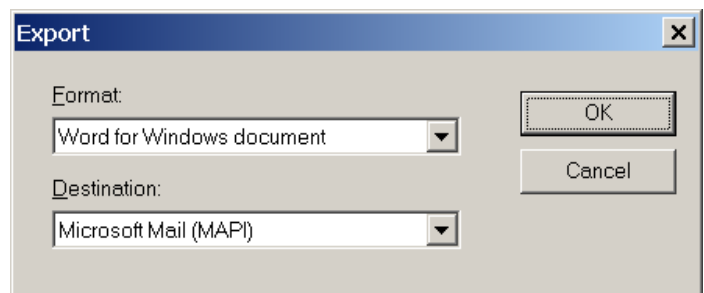 Export
Format:
Word for Windows document
OK
Cancel
Destination:
Microsoft Mail (MAPI)